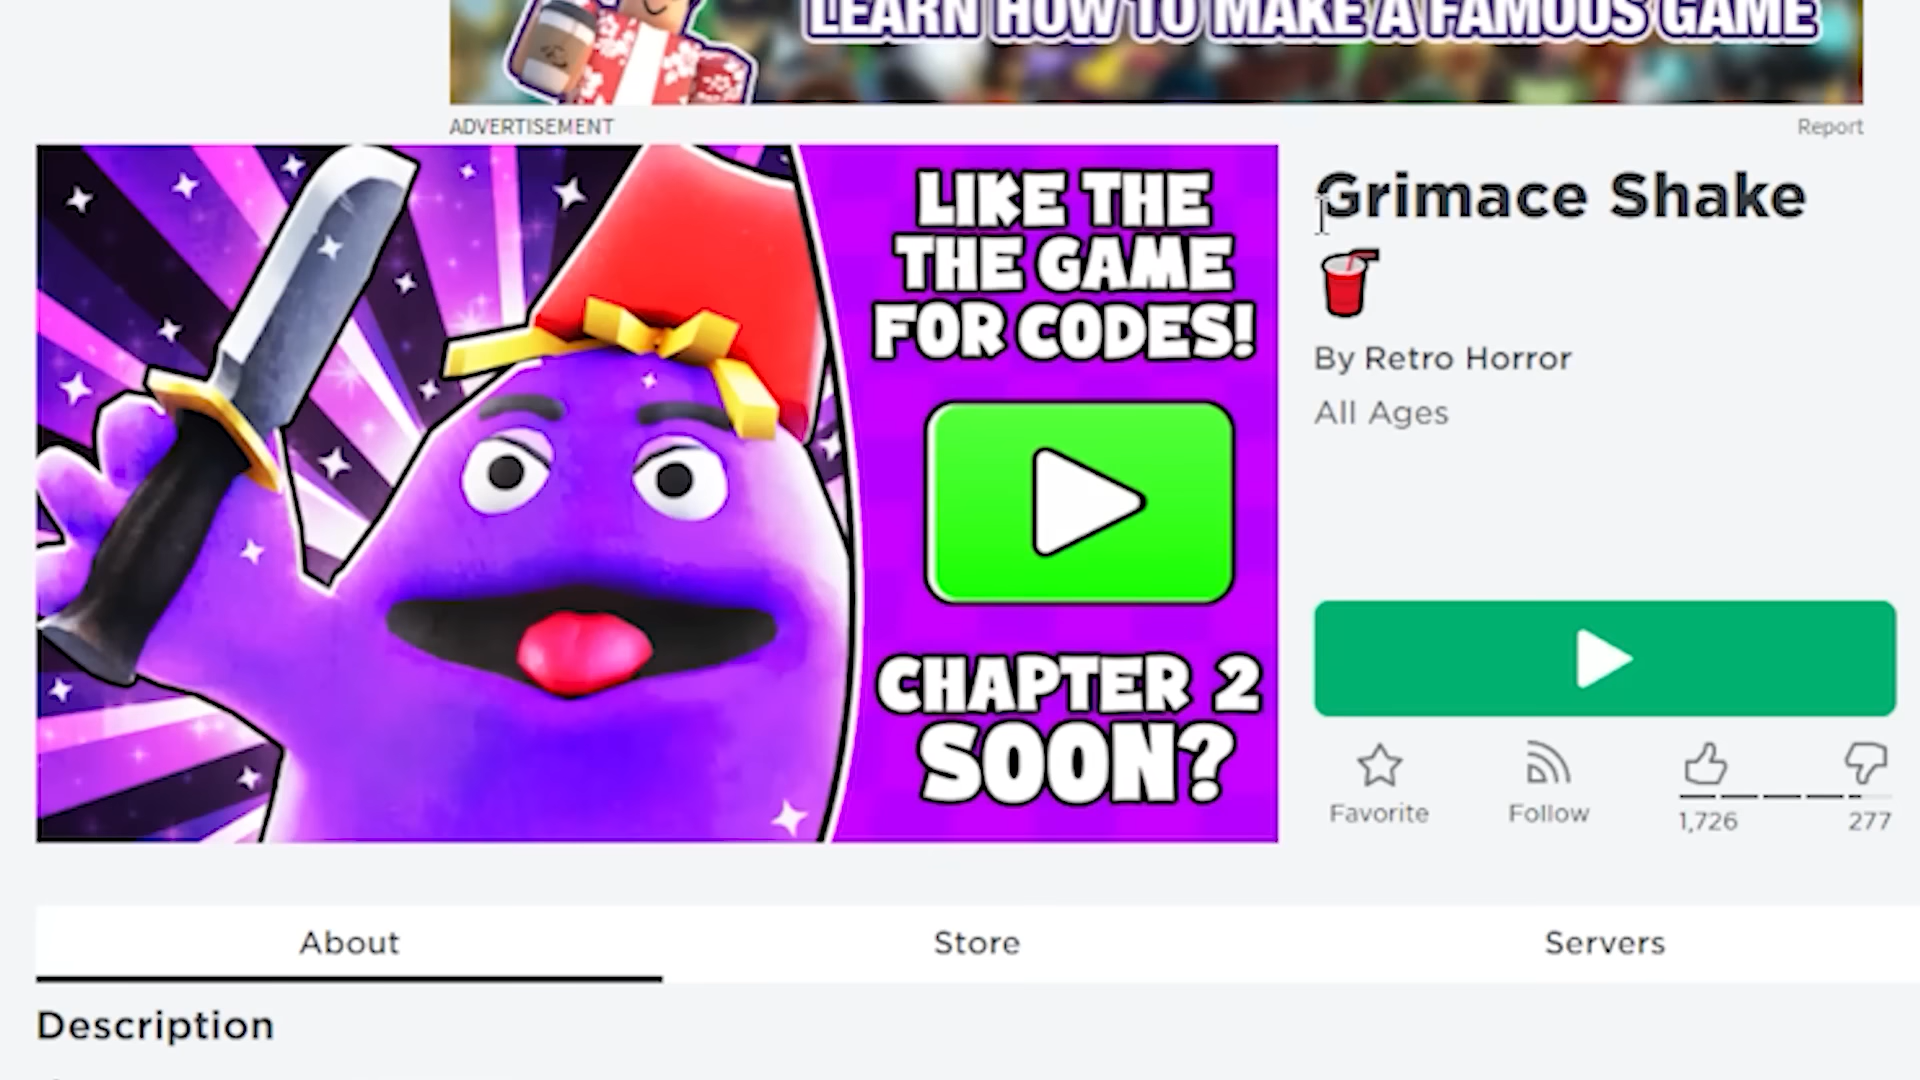 LEARN HOW TO MAKE A FAMOUS GAME
ADVERTISEMENT
Report
LIKE THE
THE GAME
FOR CODES!
CHAPTER 2
SOON?
Grimace Shake
By Retro Horror
All Ages
Favorite
Follow
1,726
277
About
Store
Servers
Description